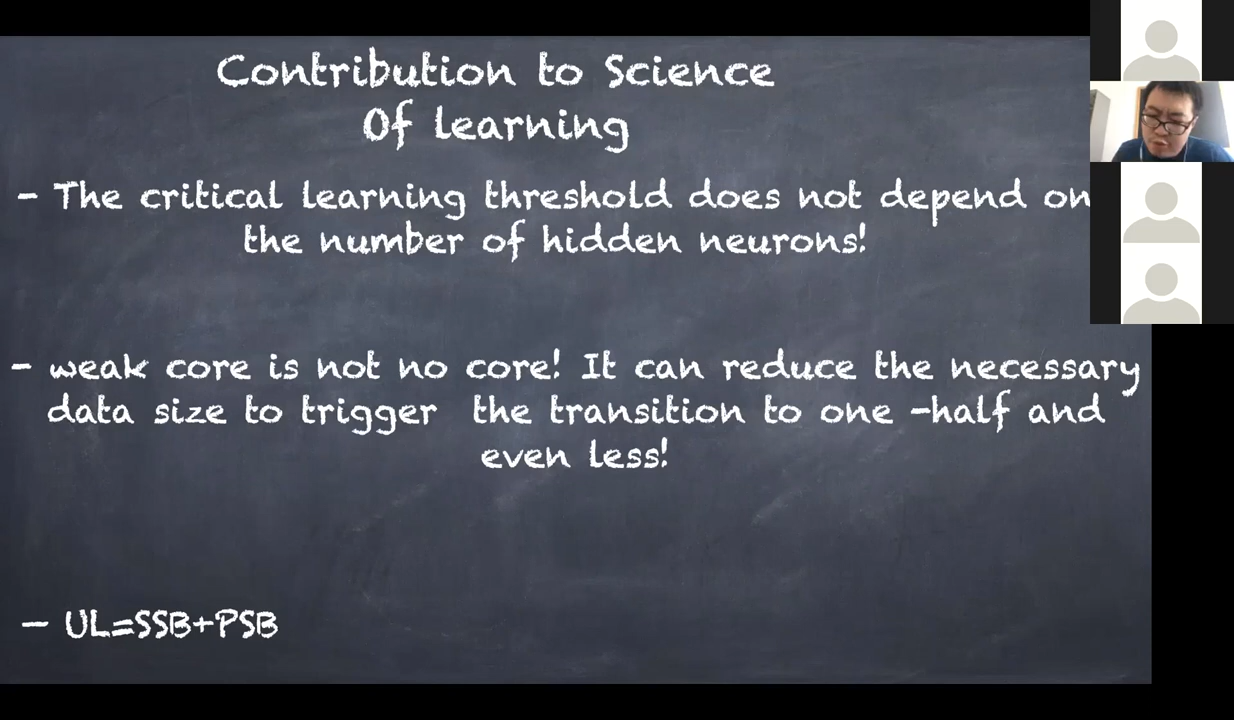 Contribution to Science
Of learning
- The critical learning threshold does not depend on
the number of hidden neurons!
- weak core is not no core! It can reduce the necessary
data size to trigger the transition to one -half and
even less!
- UL=SSB+PSB